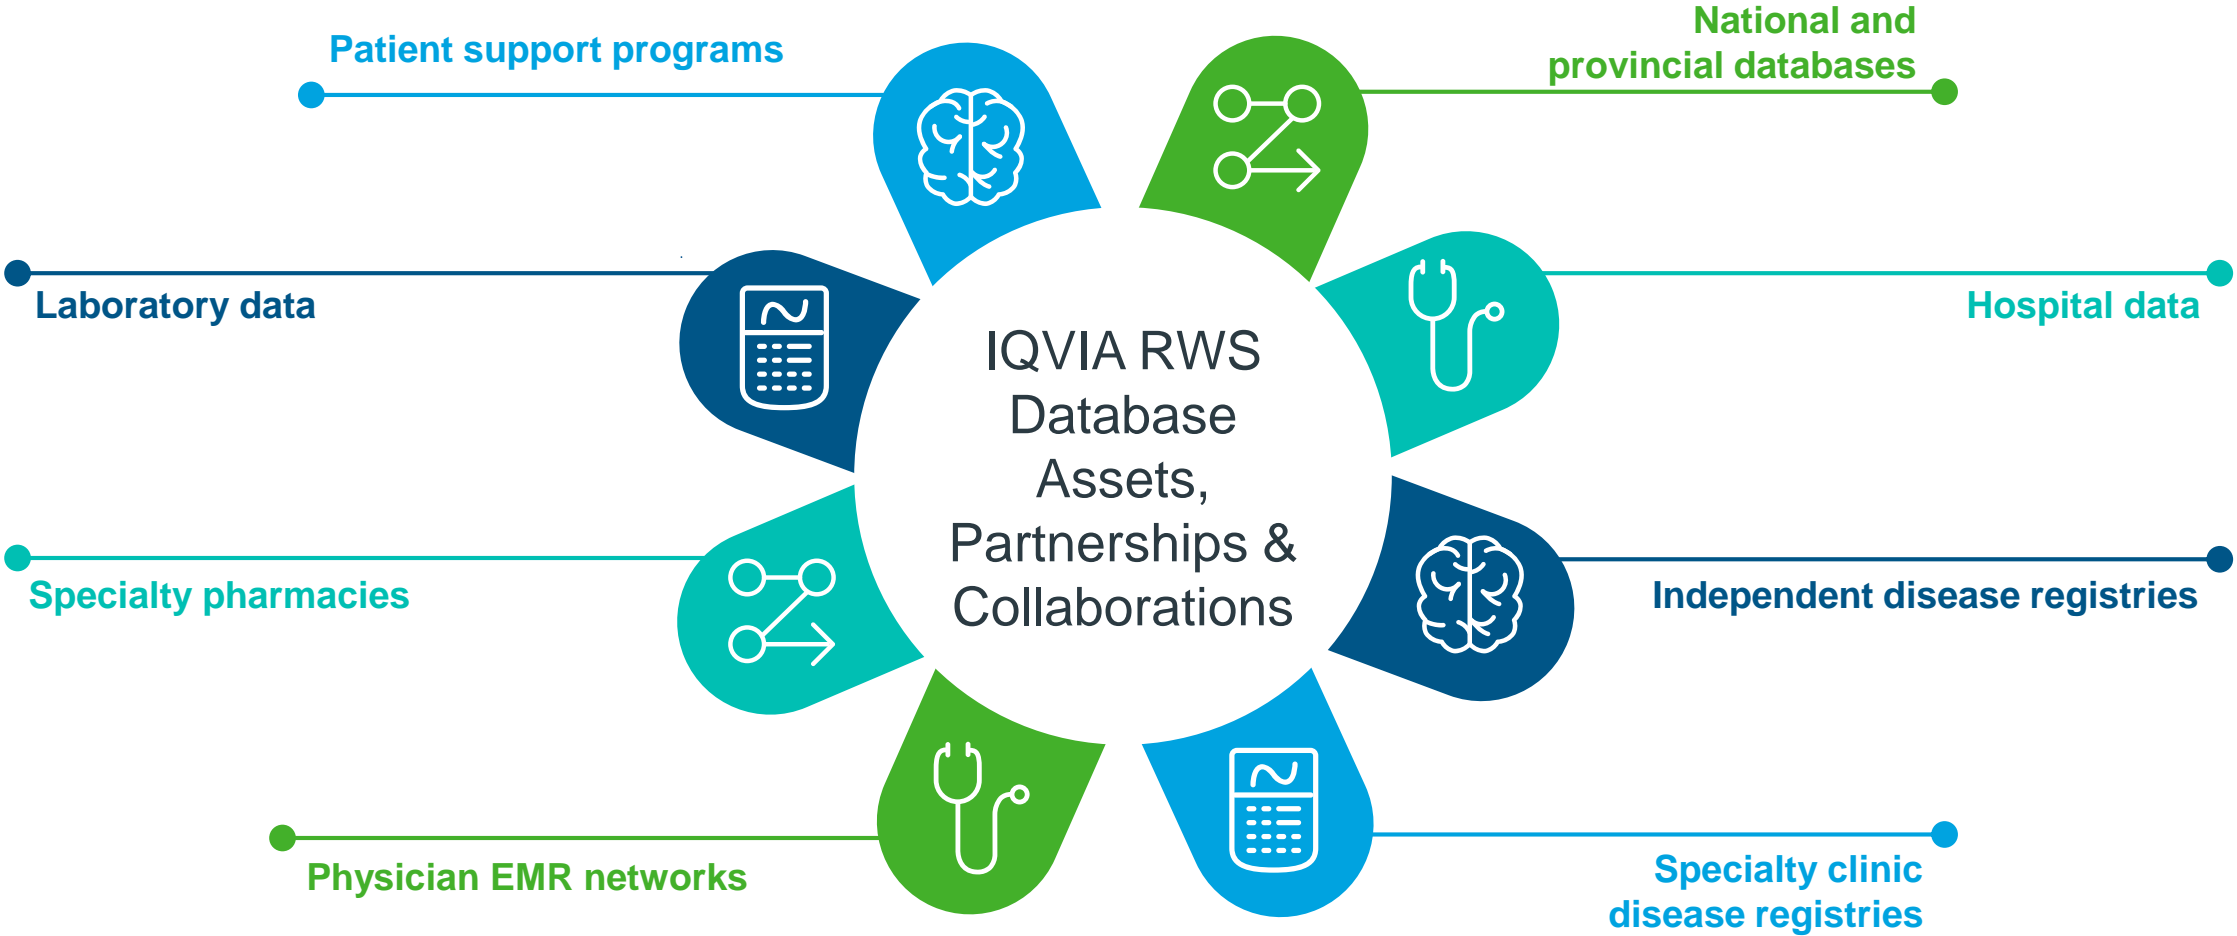 Patient support programs
National and
provincial databases
Laboratory data
Hospital data
IQVIA RWS
Database
Assets,
Partnerships &
Collaborations
Specialty pharmacies
Independent disease registries
Physician EMR networks
Specialty clinic
disease registries